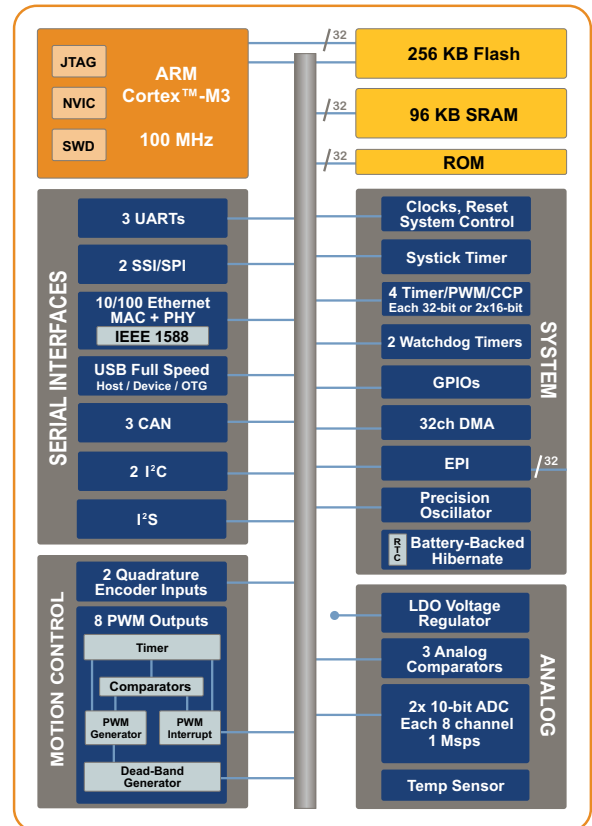 JTAG
NVIC
SWD
ARM
Cortex™-M3
100 MHz
32
256 KB Flash
32
96 KB SRAM
32
ROM
SERIAL INTERFACES
3 UARTs
2 SSI/SPI
10/100 Ethernet
MAC + PHY
IEEE 1588
USB Full Speed
Host / Device / OTG
3 CAN
2 I²C
I²S
SYSTEM
Clocks, Reset
System Control
Systick Timer
4 Timer/PWM/CCP
Each 32-bit or 2x16-bit
2 Watchdog Timers
GPIOs
32ch DMA
EPI
32
Precision
Oscillator
RTC
Battery-Backed
Hibernate
MOTION CONTROL
2 Quadrature
Encoder Inputs
8 PWM Outputs
Timer
Comparators
PWM
Generator
PWM
Interrupt
Dead-Band
Generator
ANALOG
LDO Voltage
Regulator
3 Analog
Comparators
2x 10-bit ADC
Each 8 channel
1 Msps
Temp Sensor